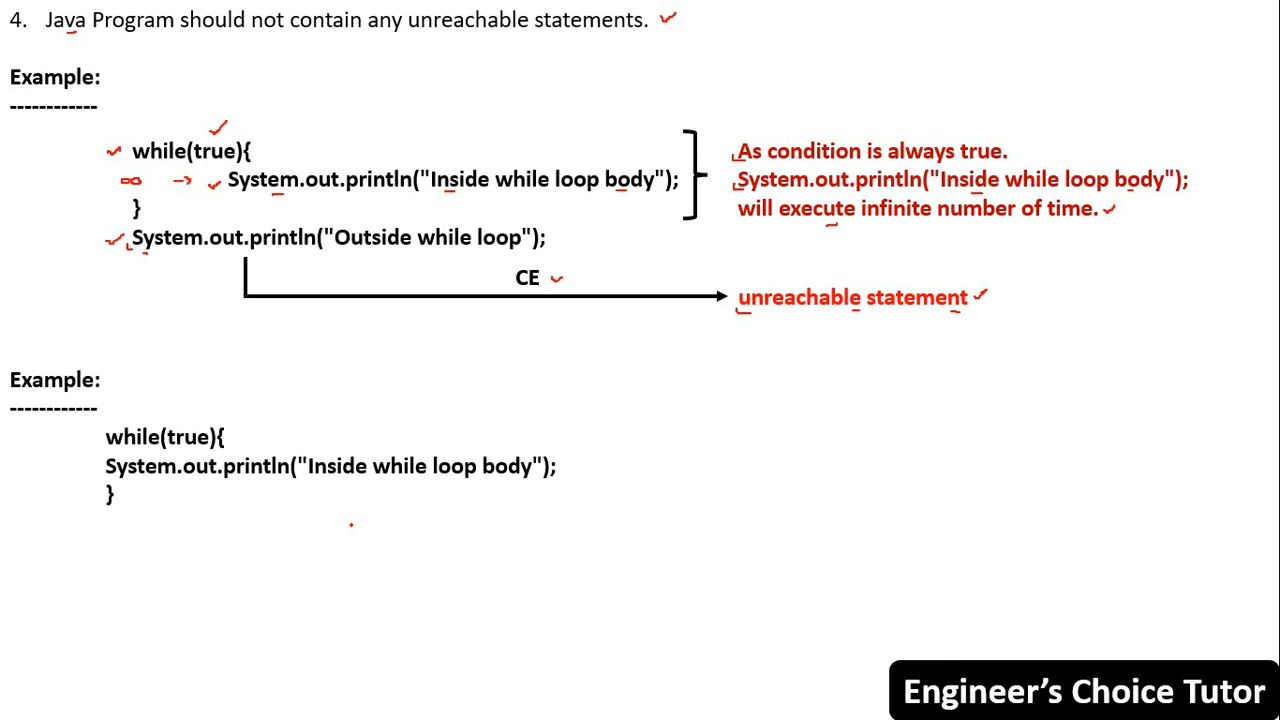 4. Java Program should not contain any unreachable statements.
Example:
------------
while(true){
∞ -> System.out.println("Inside while loop body");
}
System.out.println("Outside while loop");
As condition is always true.
System.out.println("Inside while loop body");
will execute infinite number of time.
CE
unreachable statement
Example:
------------
while(true){
System.out.println("Inside while loop body");
}
Engineer’s Choice Tutor